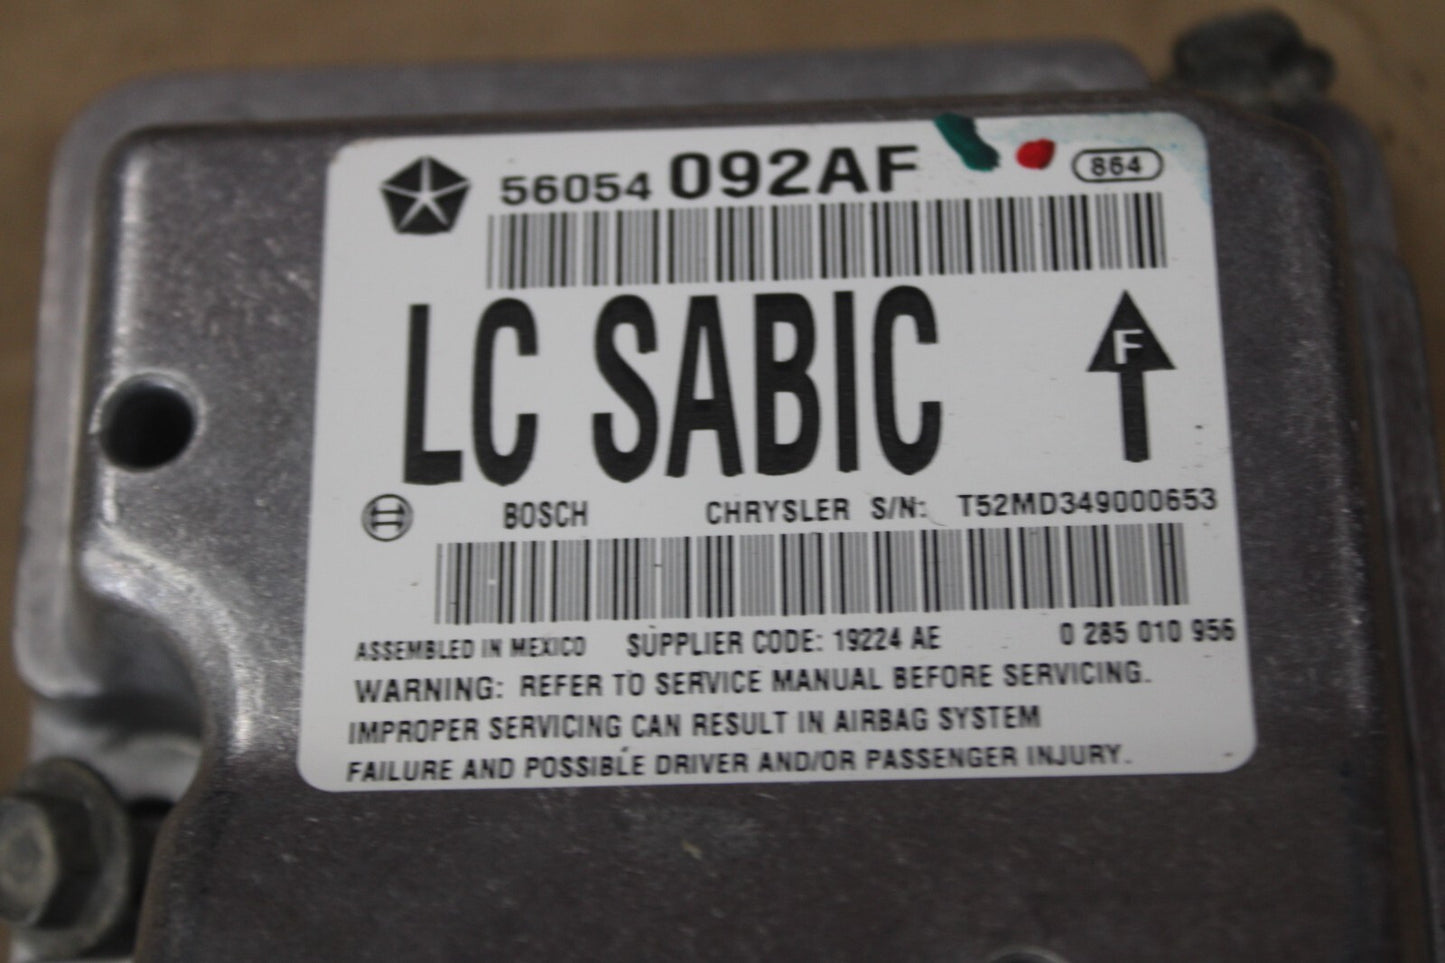 56054 092AF 864
LC SABIC
F
BOSCH CHRYSLER S/N: T52MD349000653
ASSEMBLED IN MEXICO SUPPLIER CODE: 19224 AE 0 285 010 956
WARNING: REFER TO SERVICE MANUAL BEFORE SERVICING.
IMPROPER SERVICING CAN RESULT IN AIRBAG SYSTEM
FAILURE AND POSSIBLE DRIVER AND/OR PASSENGER INJURY.